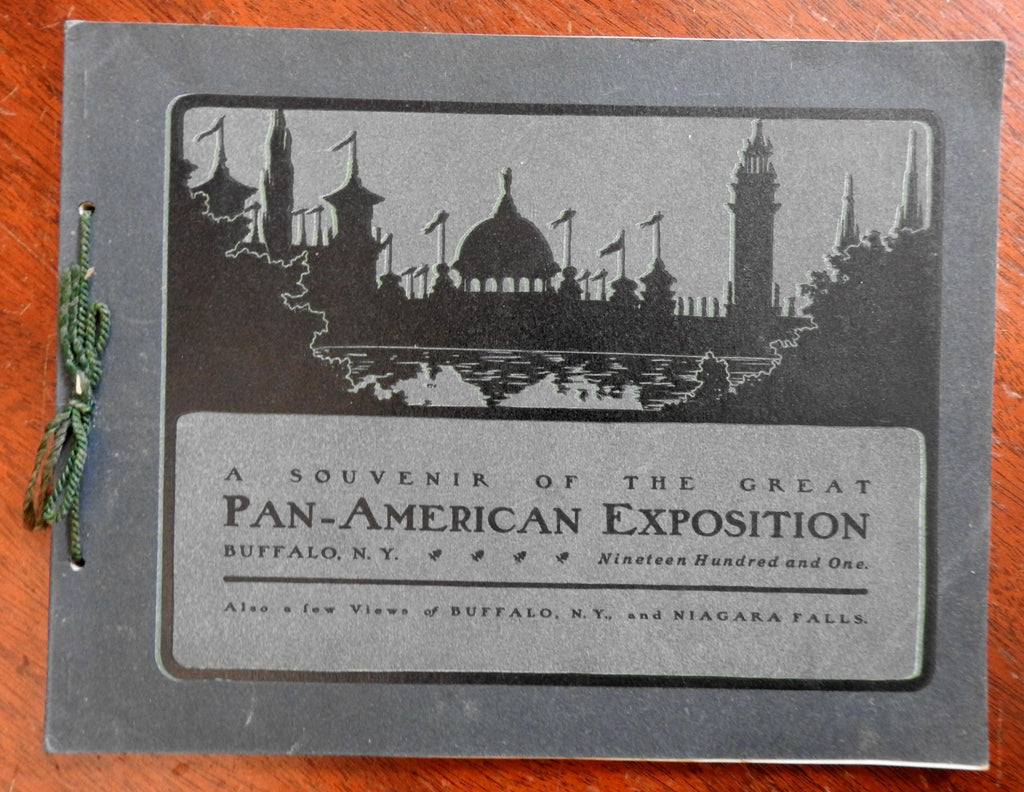 A SOUVENIR OF THE GREAT
PAN-AMERICAN EXPOSITION
BUFFALO, N. Y. Nineteen Hundred and One.
Also a few Views of BUFFALO, N. Y., and NIAGARA FALLS.